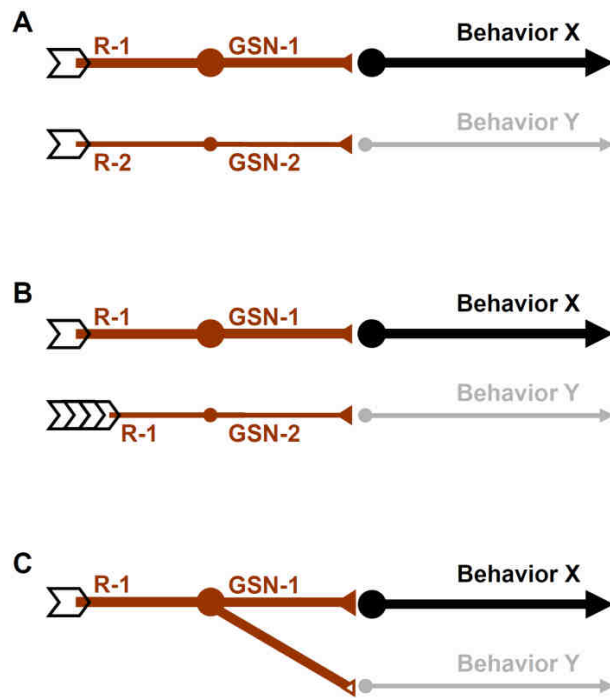 A
R-1 GSN-1 Behavior X
Behavior Y
R-2 GSN-2
B
R-1 GSN-1 Behavior X
Behavior Y
R-1 GSN-2
C
R-1 GSN-1 Behavior X
Behavior Y